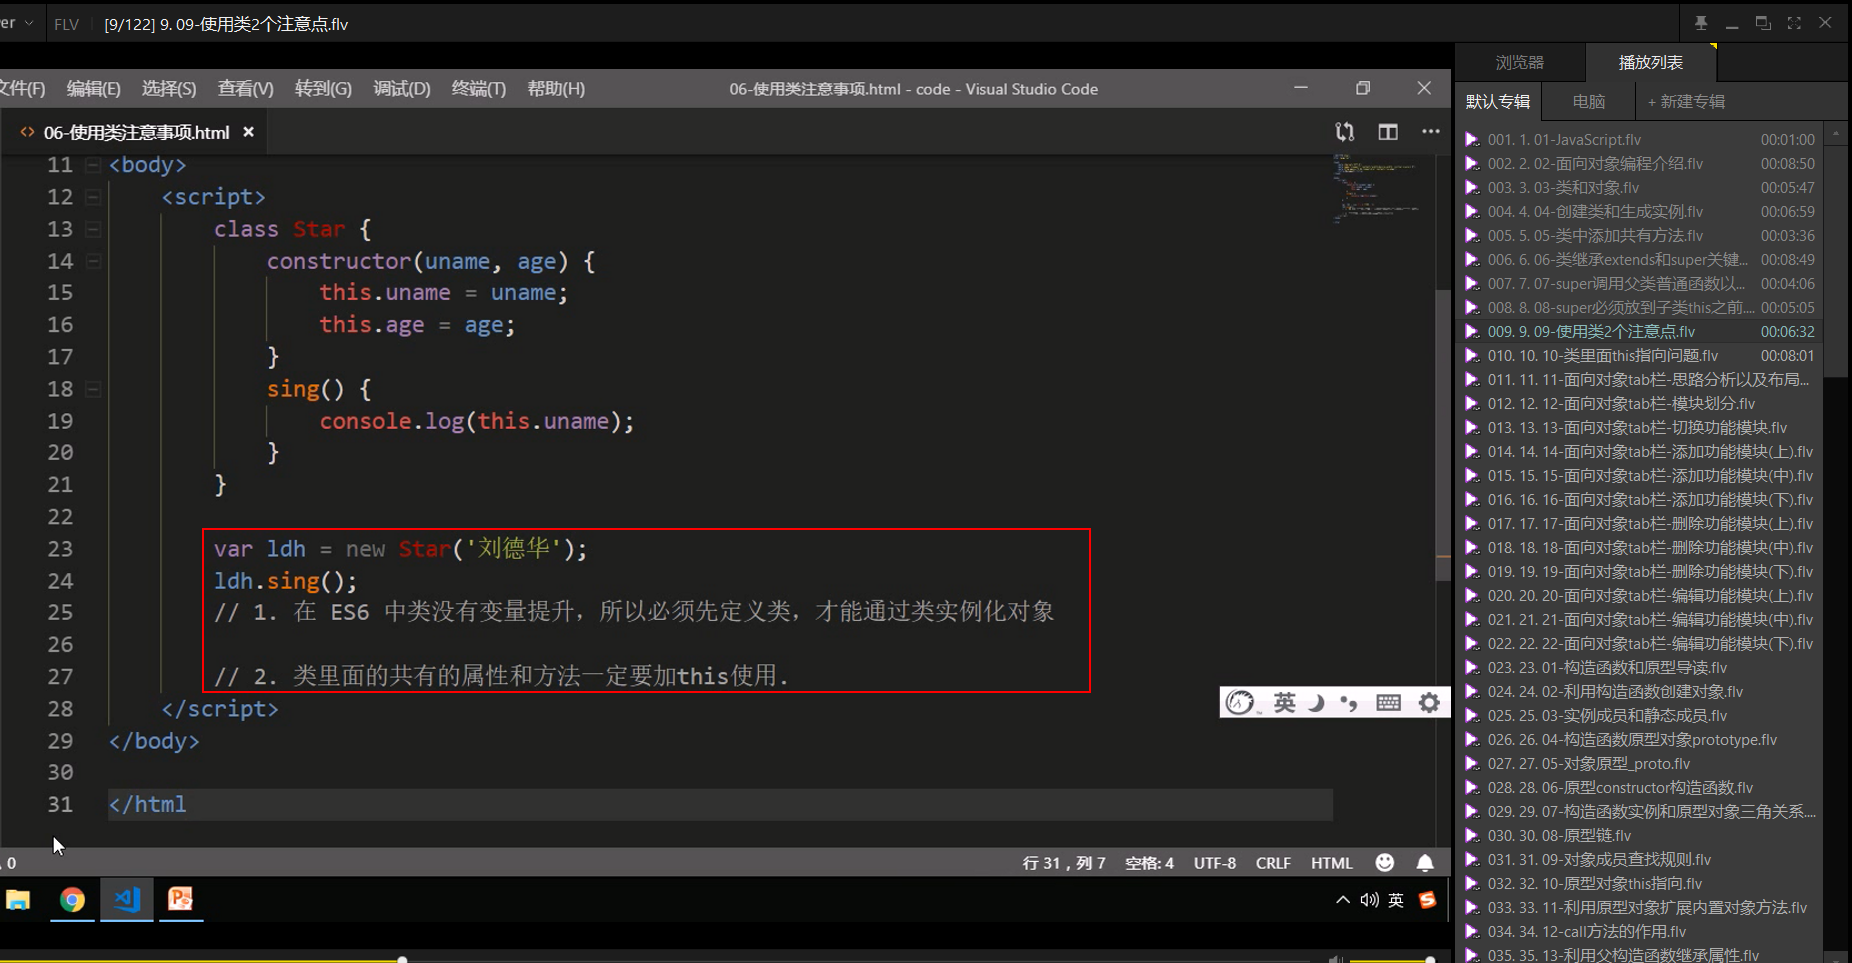 er
FLV
[9/122] 9. 09-使用类2个注意点.flv
浏览器
播放列表
文件(F) 编辑(E) 选择(S) 查看(V) 转到(G) 调试(D) 终端(T) 帮助(H)
06-使用类注意事项.html - code - Visual Studio Code
默认专辑
电脑
+ 新建专辑
06-使用类注意事项.html
11 <body>
12 <script>
13 class Star {
14 constructor(uname, age) {
15 this.uname = uname;
16 this.age = age;
17 }
18 sing() {
19 console.log(this.uname);
20 }
21 }
22
23 var ldh = new Star('刘德华');
24 ldh.sing();
25 // 1. 在 ES6 中类没有变量提升，所以必须先定义类，才能通过类实例化对象
26
27 // 2. 类里面的共有的属性和方法一定要加this使用.
28 </script>
29 </body>
30
31 </html
英
0
行 31，列 7 空格: 4 UTF-8 CRLF HTML
英
001. 1. 01-JavaScript.flv 00:01:00
002. 2. 02-面向对象编程介绍.flv 00:08:50
003. 3. 03-类和对象.flv 00:05:47
004. 4. 04-创建类和生成实例.flv 00:06:59
005. 5. 05-类中添加共有方法.flv 00:03:36
006. 6. 06-类继承extends和super关键... 00:08:49
007. 7. 07-super调用父类普通函数以... 00:04:06
008. 8. 08-super必须放到子类this之前.... 00:05:05
009. 9. 09-使用类2个注意点.flv 00:06:32
010. 10. 10-类里面this指向问题.flv 00:08:01
011. 11. 11-面向对象tab栏-思路分析以及布局...
012. 12. 12-面向对象tab栏-模块划分.flv
013. 13. 13-面向对象tab栏-切换功能模块.flv
014. 14. 14-面向对象tab栏-添加功能模块(上).flv
015. 15. 15-面向对象tab栏-添加功能模块(中).flv
016. 16. 16-面向对象tab栏-添加功能模块(下).flv
017. 17. 17-面向对象tab栏-删除功能模块(上).flv
018. 18. 18-面向对象tab栏-删除功能模块(中).flv
019. 19. 19-面向对象tab栏-删除功能模块(下).flv
020. 20. 20-面向对象tab栏-编辑功能模块(上).flv
021. 21. 21-面向对象tab栏-编辑功能模块(中).flv
022. 22. 22-面向对象tab栏-编辑功能模块(下).flv
023. 23. 01-构造函数和原型导读.flv
024. 24. 02-利用构造函数创建对象.flv
025. 25. 03-实例成员和静态成员.flv
026. 26. 04-构造函数原型对象prototype.flv
027. 27. 05-对象原型_proto.flv
028. 28. 06-原型constructor构造函数.flv
029. 29. 07-构造函数实例和原型对象三角关系....
030. 30. 08-原型链.flv
031. 31. 09-对象成员查找规则.flv
032. 32. 10-原型对象this指向.flv
033. 33. 11-利用原型对象扩展内置对象方法.flv
034. 34. 12-call方法的作用.flv
035. 35. 13-利用父构造函数继承属性.flv